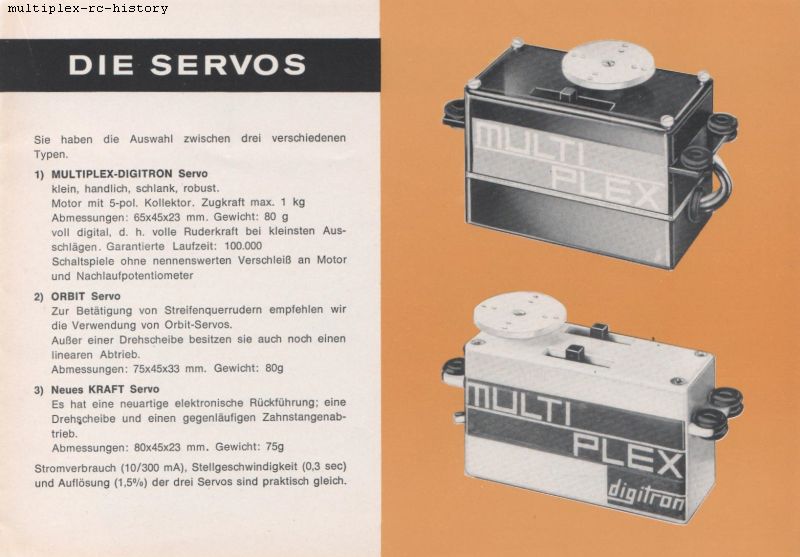 multiplex-rc-history
DIE SERVOS
Sie haben die Auswahl zwischen drei verschiedenen
Typen.
1) MULTIPLEX-DIGITRON Servo
klein, handlich, schlank, robust.
Motor mit 5-pol. Kollektor. Zugkraft max. 1 kg
Abmessungen: 65x45x23 mm. Gewicht: 80 g
voll digital, d. h. volle Ruderkraft bei kleinsten Aus-
schlägen. Garantierte Laufzeit: 100.000
Schaltspiele ohne nennenswerten Verschleiß an Motor
und Nachlaufpotentiometer
2) ORBIT Servo
Zur Betätigung von Streifenquerrudern empfehlen wir
die Verwendung von Orbit-Servos.
Außer einer Drehscheibe besitzen sie auch noch einen
linearen Abtrieb.
Abmessungen: 75x45x33 mm. Gewicht: 80g
3) Neues KRAFT Servo
Es hat eine neuartige elektronische Rückführung; eine
Drehscheibe und einen gegenläufigen Zahnstangenab-
trieb.
Abmessungen: 80x45x23 mm. Gewicht: 75g
Stromverbrauch (10/300 mA), Stellgeschwindigkeit (0,3 sec)
und Auflösung (1,5%) der drei Servos sind praktisch gleich.
MULTI
PLEX
MULTI
PLEX
digitron